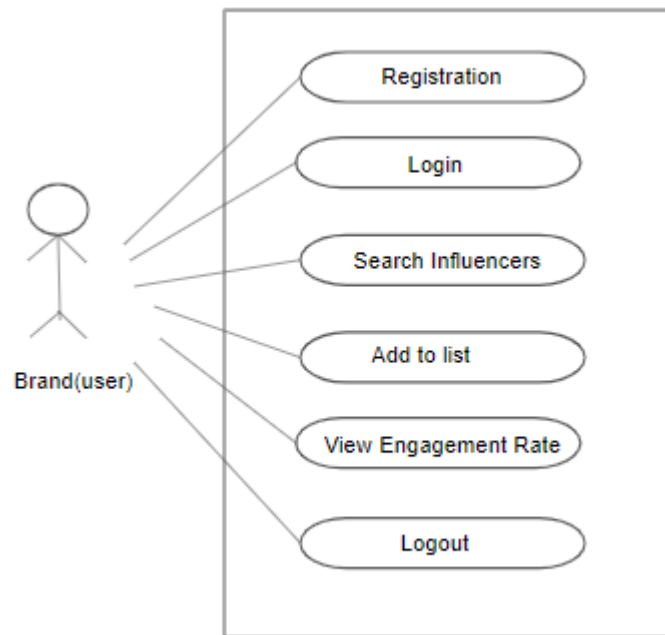 Registration
Login
Search Influencers
Add to list
Brand(user)
View Engagement Rate
Logout